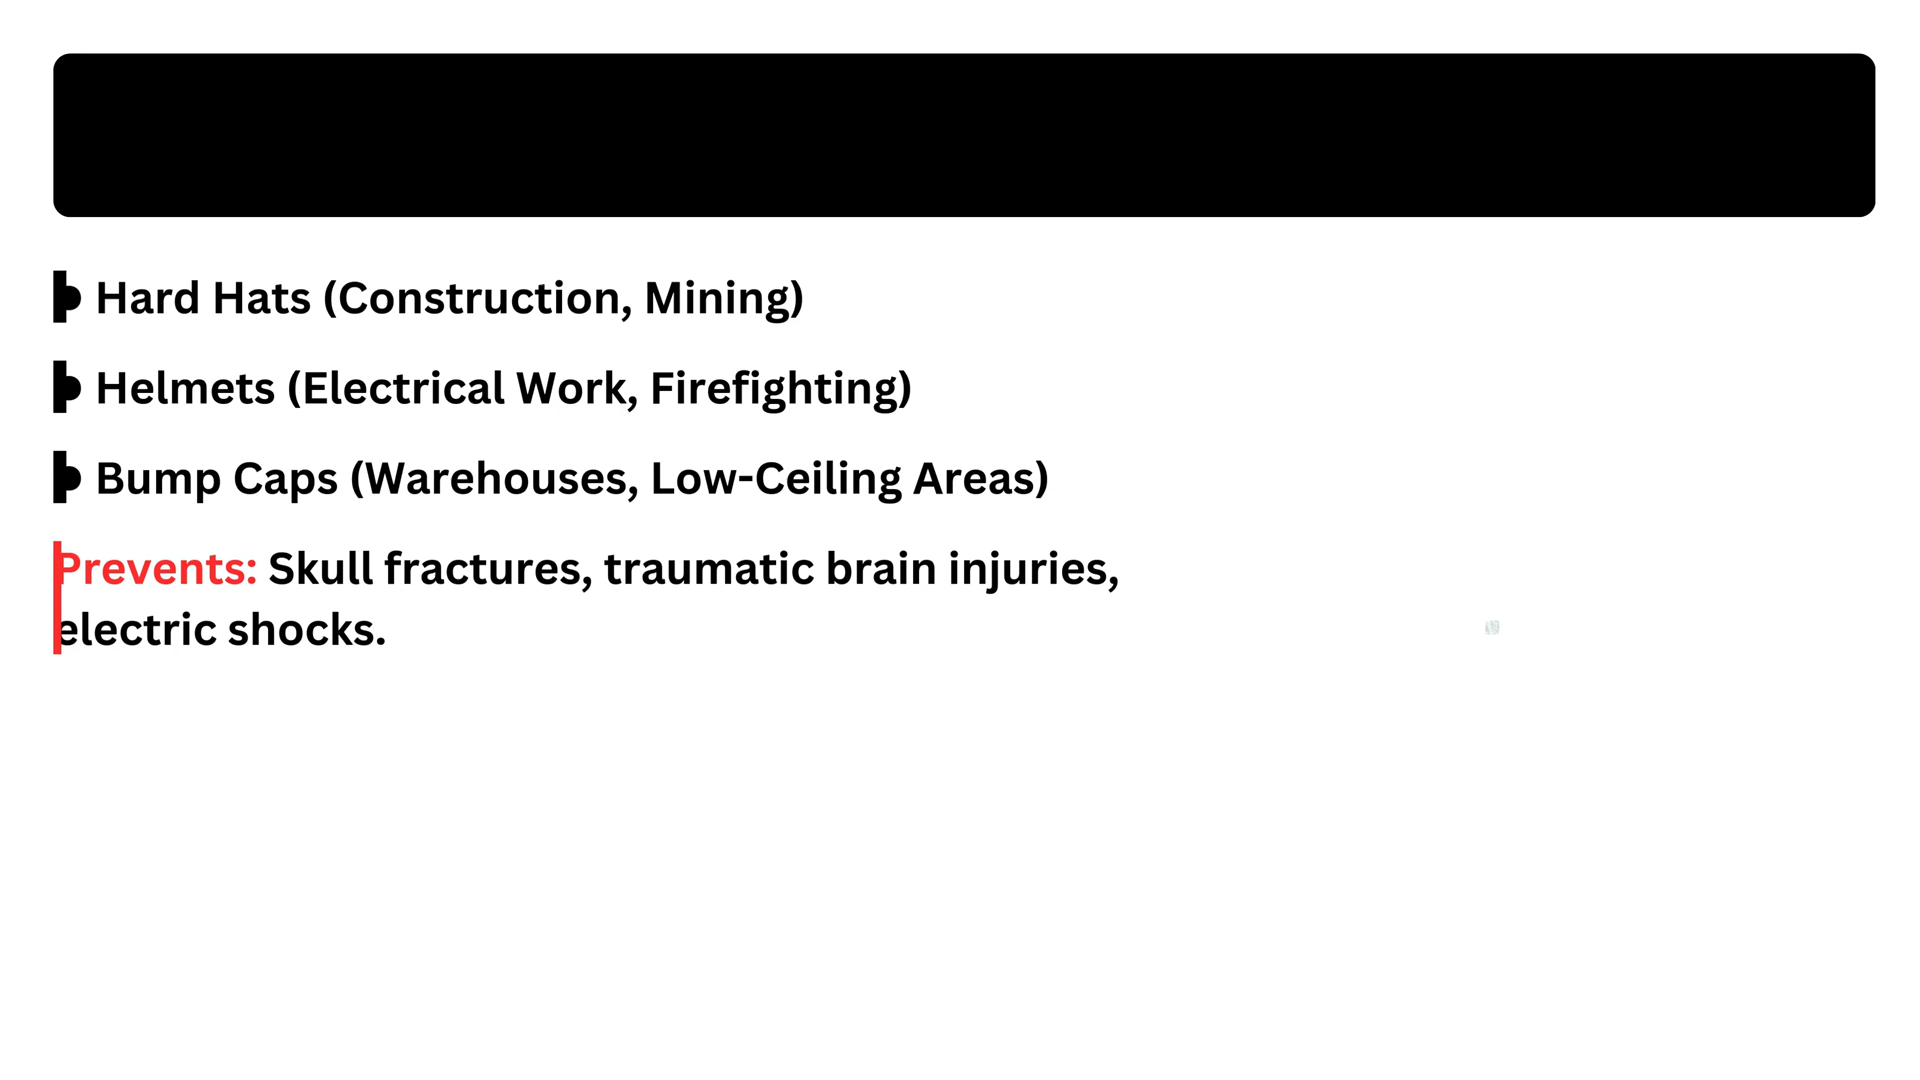 Hard Hats (Construction, Mining)
Helmets (Electrical Work, Firefighting)
Bump Caps (Warehouses, Low-Ceiling Areas)
Prevents: Skull fractures, traumatic brain injuries,
electric shocks.